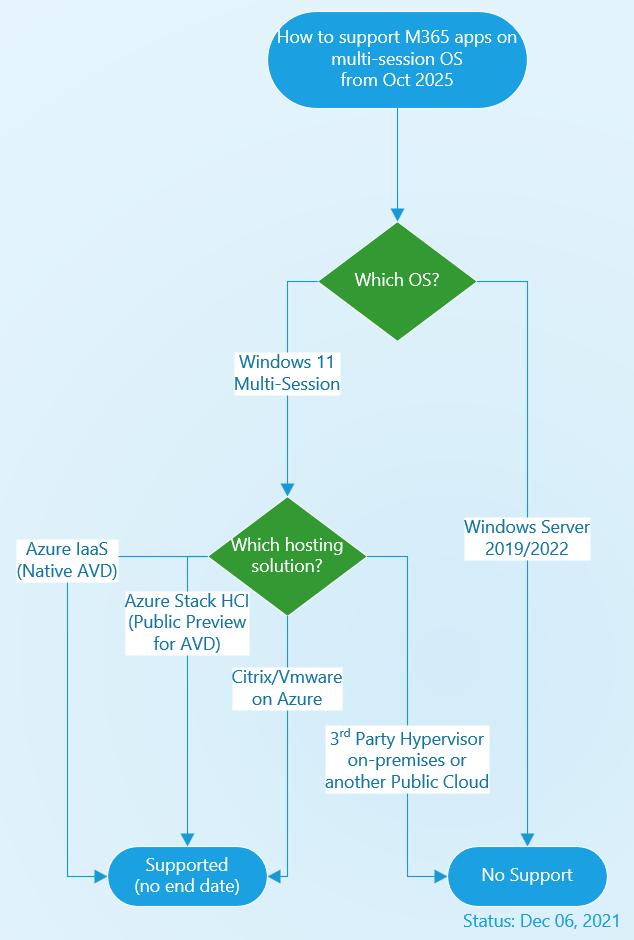 How to support M365 apps on
multi-session OS
from Oct 2025
Which OS?
Windows 11
Multi-Session
Windows Server
2019/2022
Which hosting
solution?
Azure IaaS
(Native AVD)
Azure Stack HCI
(Public Preview
for AVD)
Citrix/Vmware
on Azure
3rd Party Hypervisor
on-premises or
another Public Cloud
Supported
(no end date)
No Support
Status: Dec 06, 2021